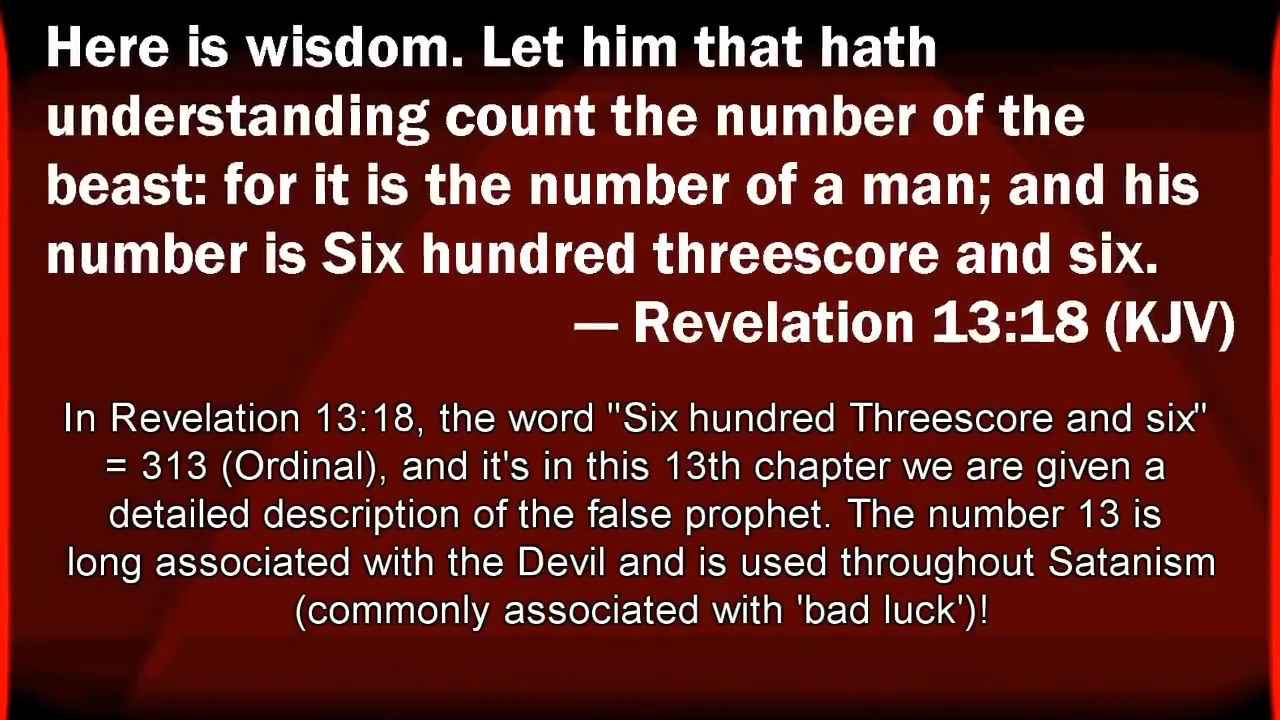 Here is wisdom. Let him that hath
understanding count the number of the
beast: for it is the number of a man; and his
number is Six hundred threescore and six.
— Revelation 13:18 (KJV)
In Revelation 13:18, the word "Six hundred Threescore and six"
= 313 (Ordinal), and it's in this 13th chapter we are given a
detailed description of the false prophet. The number 13 is
long associated with the Devil and is used throughout Satanism
(commonly associated with 'bad luck')!